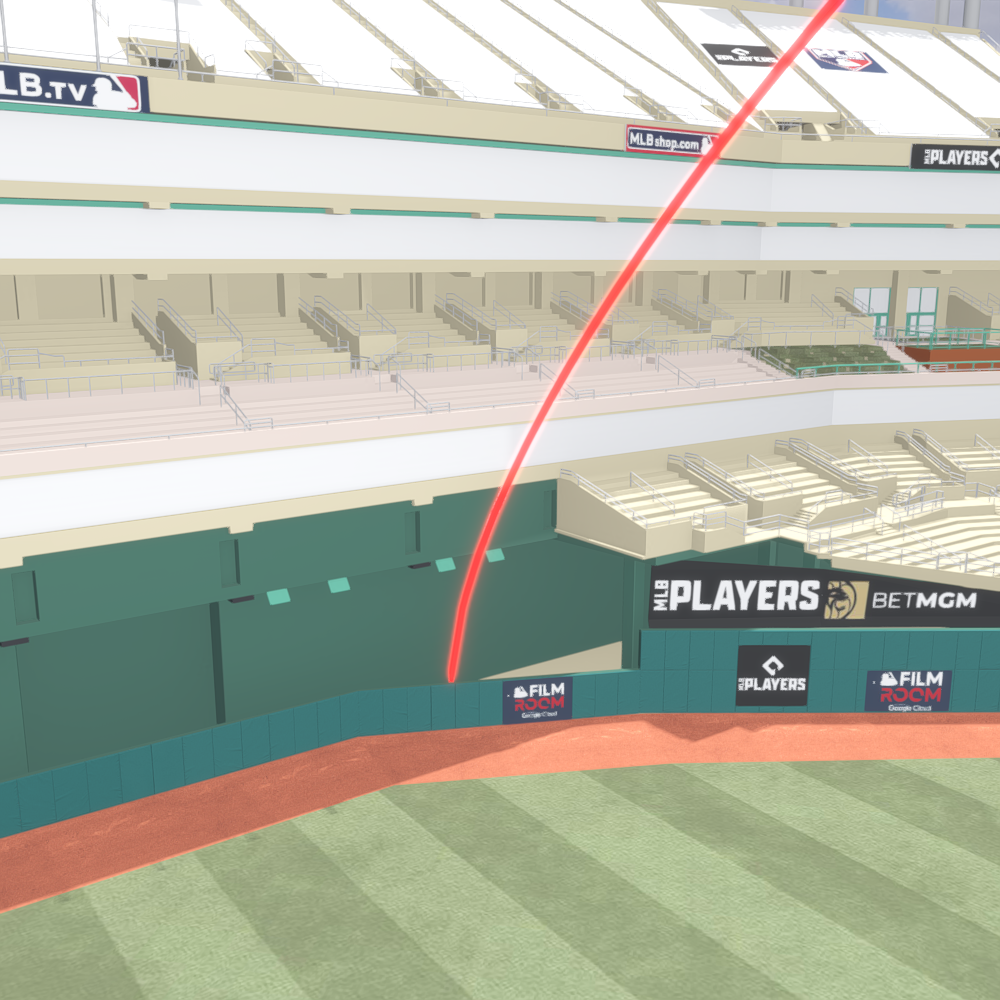 LB.TV
PLAYERS
MLBshop.com
MLB PLAYERS
MLB PLAYERS
BETMGM
MLB PLAYERS
FILM
ROOM
Google Cloud
FILM
ROOM
Google Cloud